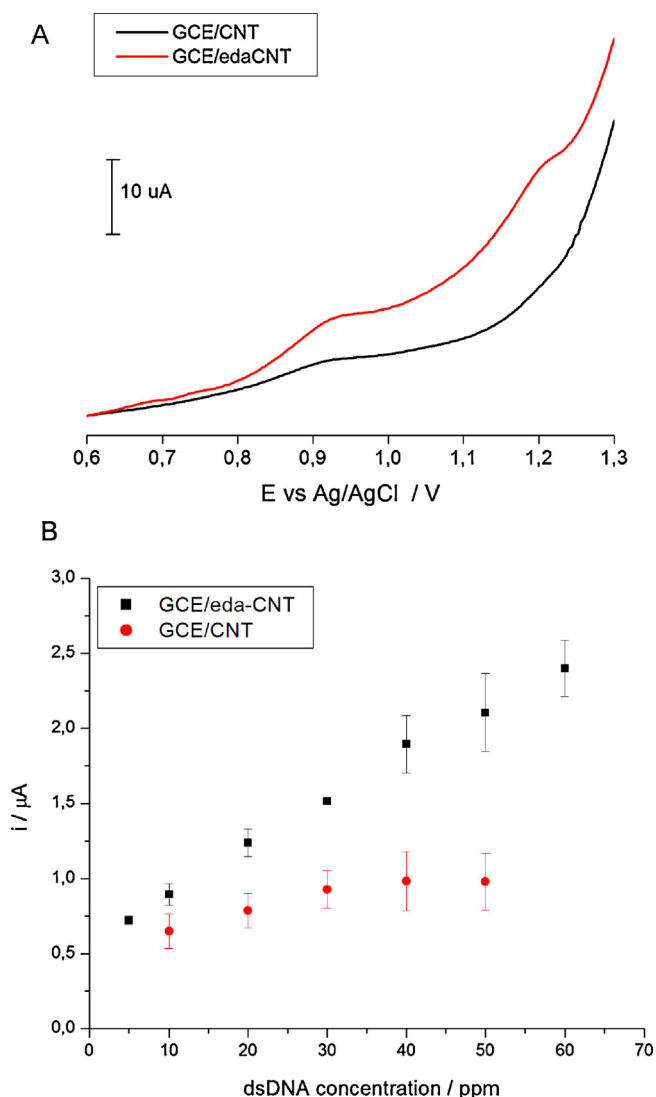 A
GCE/CNT
GCE/edaCNT
10 uA
0,6 0,7 0,8 0,9 1,0 1,1 1,2 1,3
E vs Ag/AgCl / V
B
3,0
2,5
2,0
1,5
1,0
0,5
0,0
GCE/eda-CNT
GCE/CNT
i / µA
0 10 20 30 40 50 60 70
dsDNA concentration / ppm